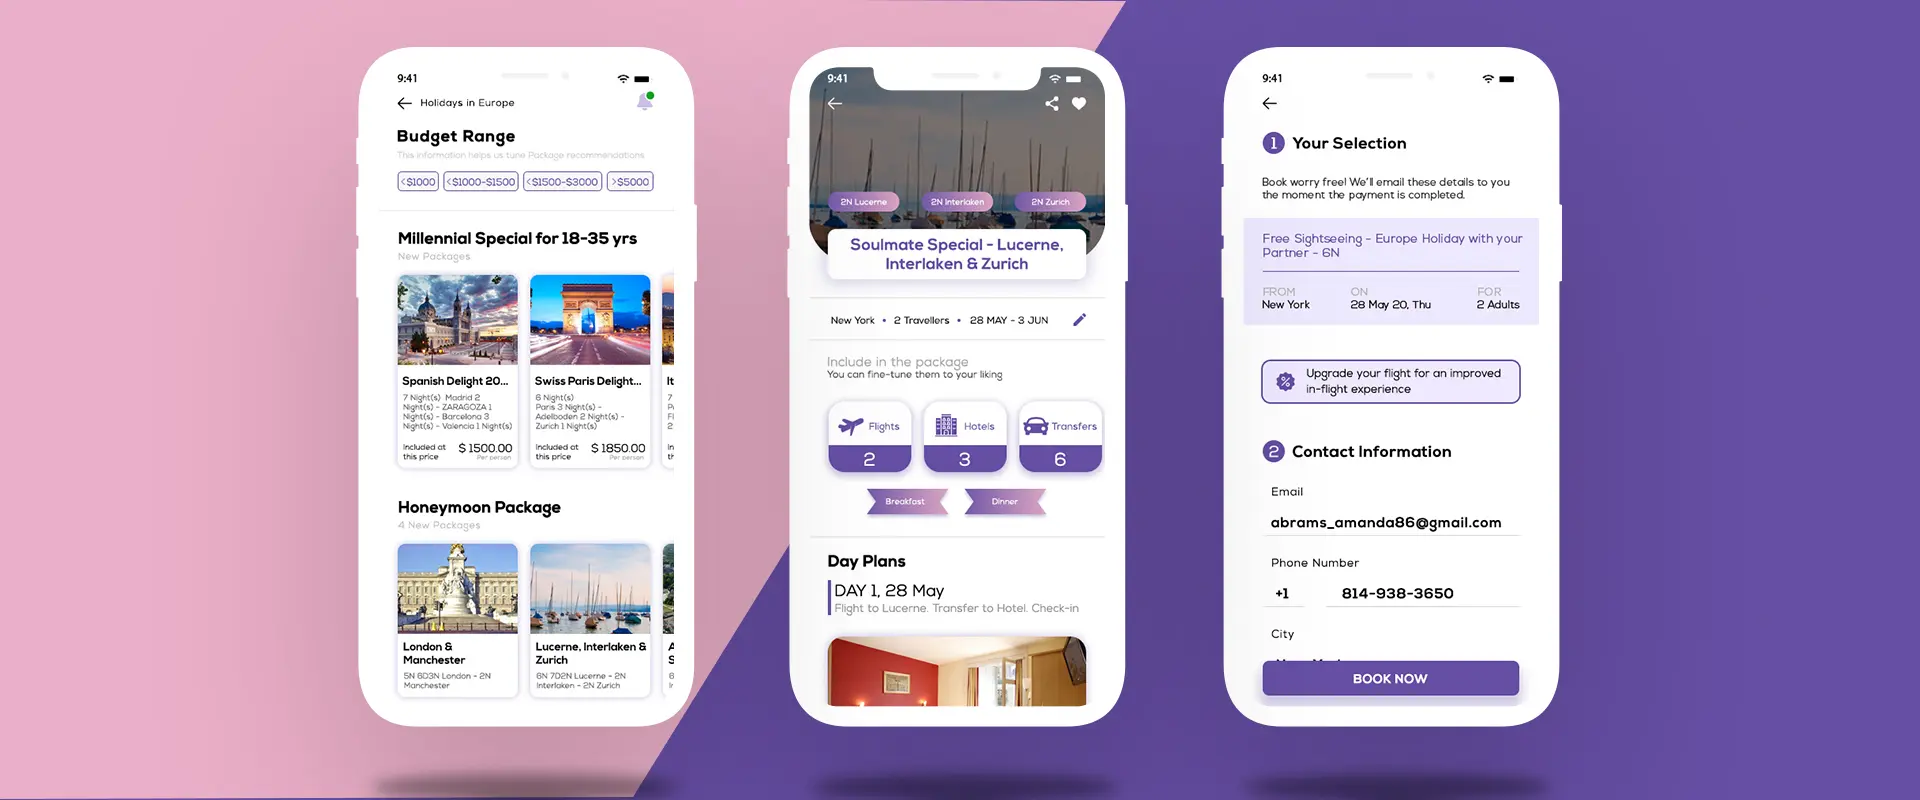 9:41
Holidays in Europe
Budget Range
This information helps us tune Package recommendations
<$1000
<$1000-$1500
<$1500-$3000
>$5000
Millennial Special for 18-35 yrs
New Packages
Spanish Delight 20...
7 Night(s) Madrid 2
Night(s) - ZARAGOZA 1
Night(s) - Barcelona 3
Night(s) - Valencia 1 Night(s)
Included at
this price
$ 1500.00
Per person
Swiss Paris Delight...
6 Night(s)
Paris 3 Night(s) -
Adelboden 2 Night(s) -
Zurich 1 Night(s)
Included at
this price
$ 1850.00
Per person
Honeymoon Package
4 New Packages
London &
Manchester
5N 6D3N London - 2N
Manchester
Lucerne, Interlaken &
Zurich
6N 7D2N Lucerne - 2N
Interlaken - 2N Zurich
9:41
2N Lucerne
2N Interlaken
2N Zurich
Soulmate Special - Lucerne,
Interlaken & Zurich
New York • 2 Travellers • 28 MAY - 3 JUN
Include in the package
You can fine-tune them to your liking
Flights
2
Hotels
3
Transfers
6
Breakfast
Dinner
Day Plans
DAY 1, 28 May
Flight to Lucerne. Transfer to Hotel. Check-in
9:41
1 Your Selection
Book worry free! We'll email these details to you
the moment the payment is completed.
Free Sightseeing - Europe Holiday with your
Partner - 6N
FROM
New York
ON
28 May 20, Thu
FOR
2 Adults
Upgrade your flight for an improved
in-flight experience
2 Contact Information
Email
abrams_amanda86@gmail.com
Phone Number
+1
814-938-3650
City
BOOK NOW